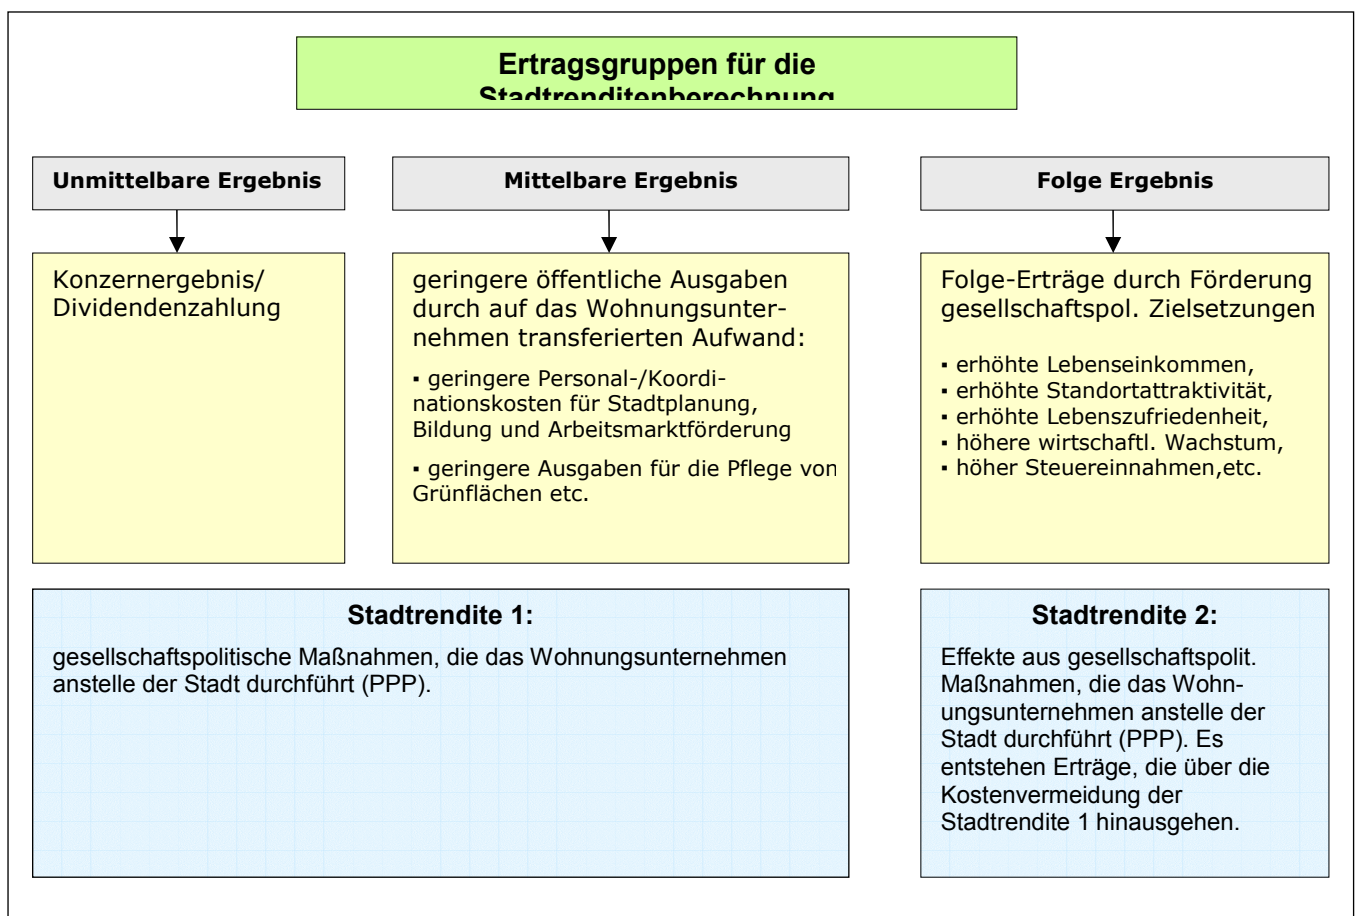 Ertragsgruppen für die
Stadtrenditenberechnung
Unmittelbare Ergebnis
Mittelbare Ergebnis
Folge Ergebnis
Konzernergebnis/
Dividendenzahlung
geringere öffentliche Ausgaben
durch auf das Wohnungsunter-
nehmen transferierten Aufwand:
▪ geringere Personal-/Koordi-
nationskosten für Stadtplanung,
Bildung und Arbeitsmarktförderung
▪ geringere Ausgaben für die Pflege von
Grünflächen etc.
Folge-Erträge durch Förderung
gesellschaftspol. Zielsetzungen
▪ erhöhte Lebenseinkommen,
▪ erhöhte Standortattraktivität,
▪ erhöhte Lebenszufriedenheit,
▪ höhere wirtschaftl. Wachstum,
▪ höher Steuereinnahmen,etc.
Stadtrendite 1:
gesellschaftspolitische Maßnahmen, die das Wohnungsunternehmen
anstelle der Stadt durchführt (PPP).
Stadtrendite 2:
Effekte aus gesellschaftspolit.
Maßnahmen, die das Wohn-
ungsunternehmen anstelle der
Stadt durchführt (PPP). Es
entstehen Erträge, die über die
Kostenvermeidung der
Stadtrendite 1 hinausgehen.